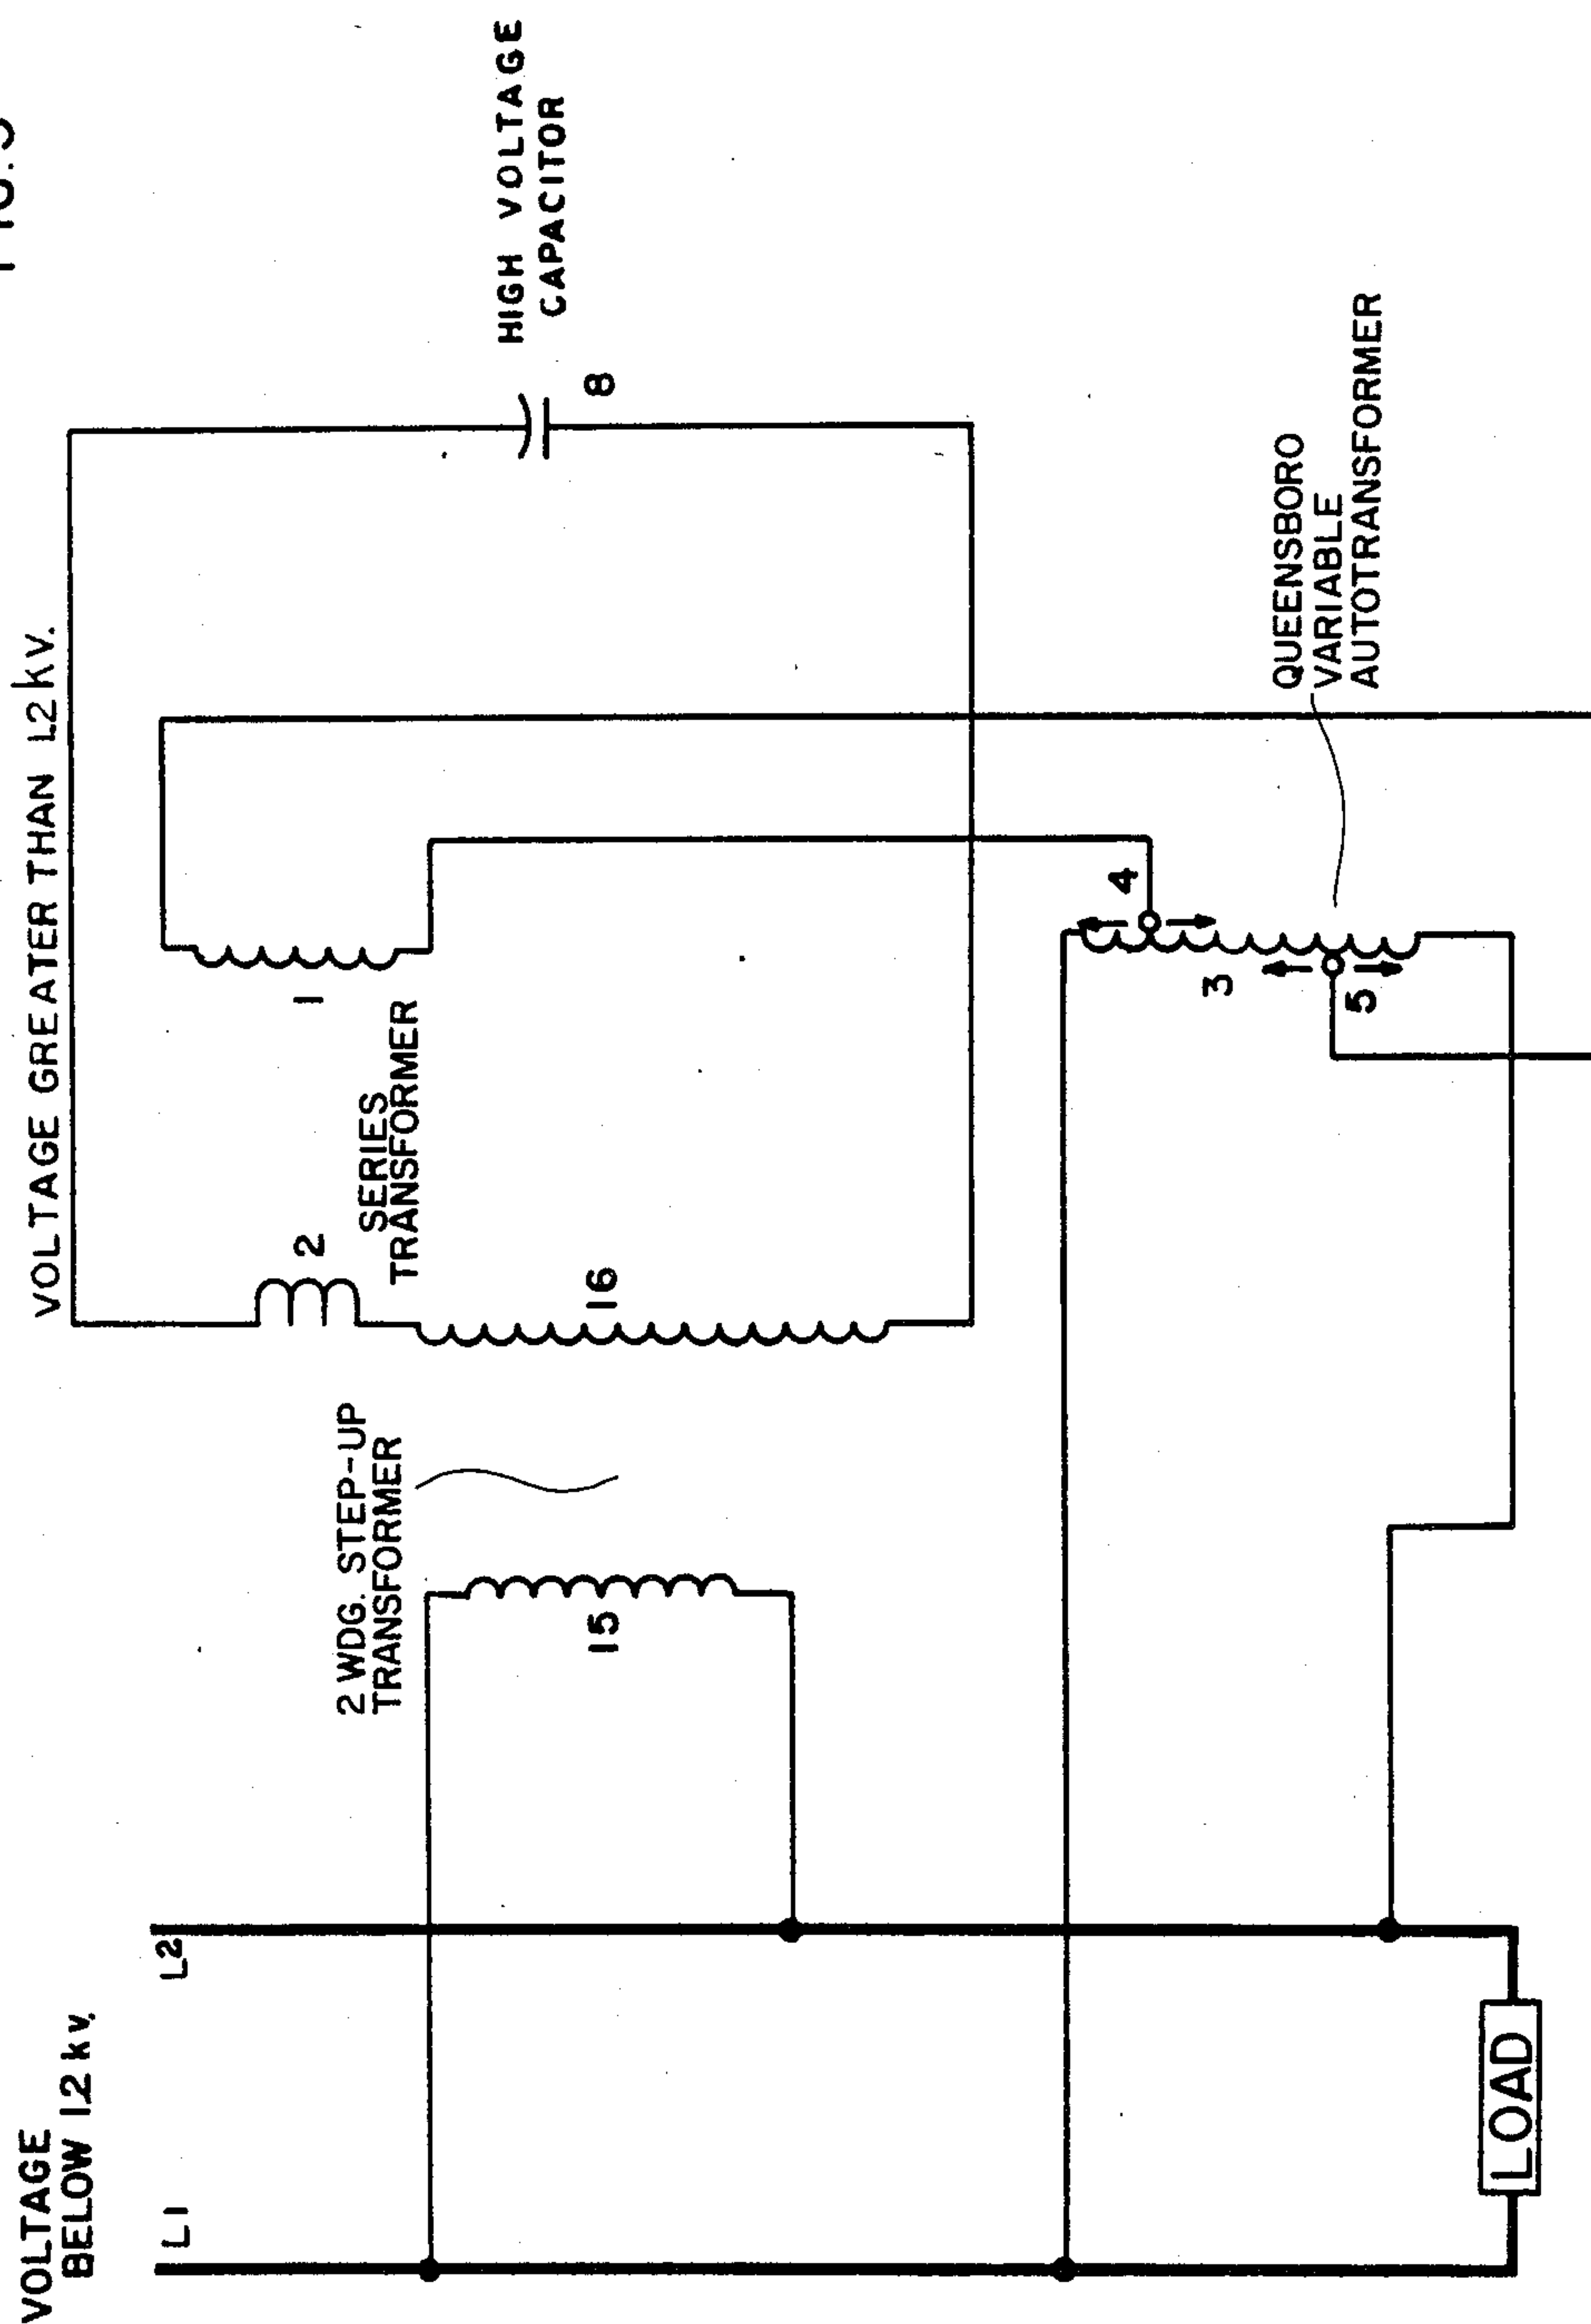 VOLTAGE
BELOW 1.2 kv.
L1
L2
VOLTAGE GREATER THAN 1.2 kV.
2 WDG. STEP-UP
TRANSFORMER
15
16
2
SERIES
TRANSFORMER
1
HIGH VOLTAGE
CAPACITOR
8
4
3
5
QUEENSBORO
VARIABLE
AUTOTRANSFORMER
LOAD